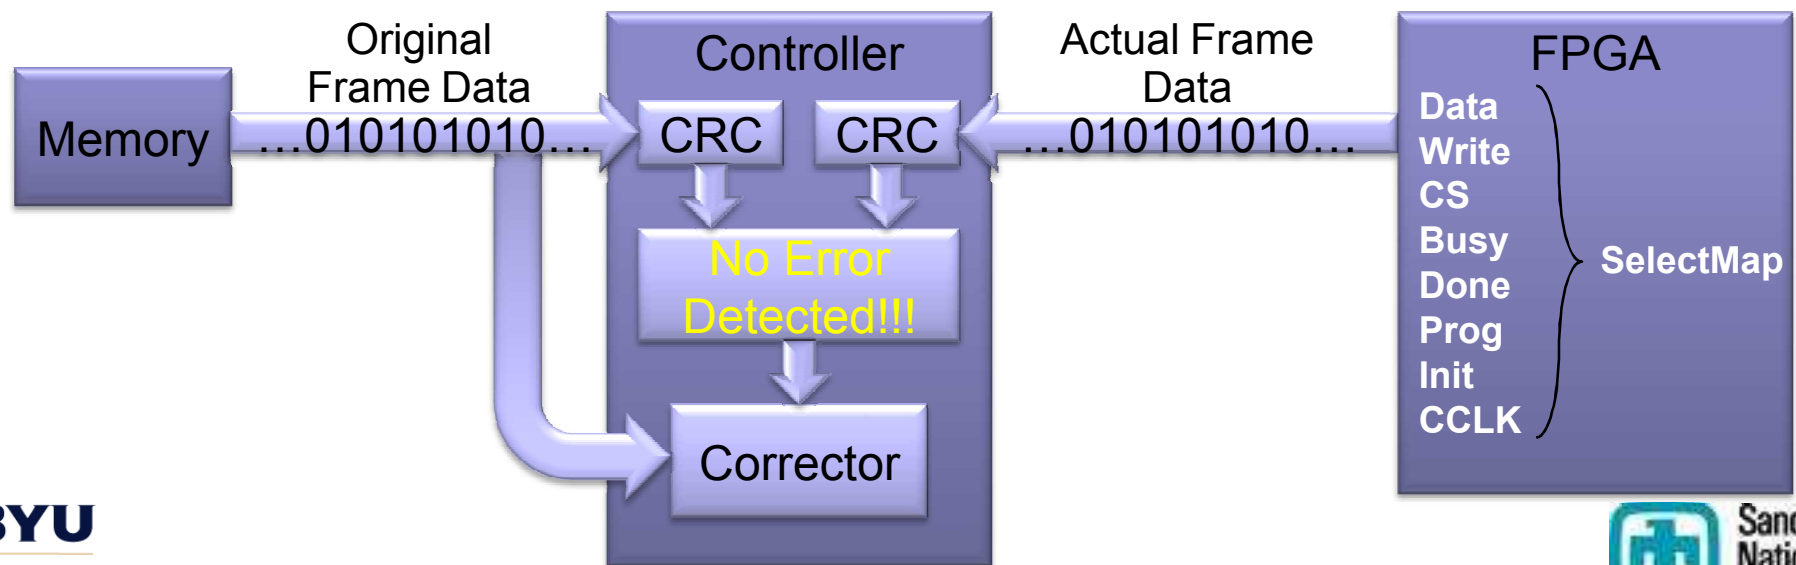 Original
Frame Data
Controller
Actual Frame
Data
FPGA
Memory
…010101010…
CRC
CRC
…010101010…
Data
Write
CS
Busy
Done
Prog
Init
CCLK
SelectMap
No Error
Detected!!!
Corrector
BYU